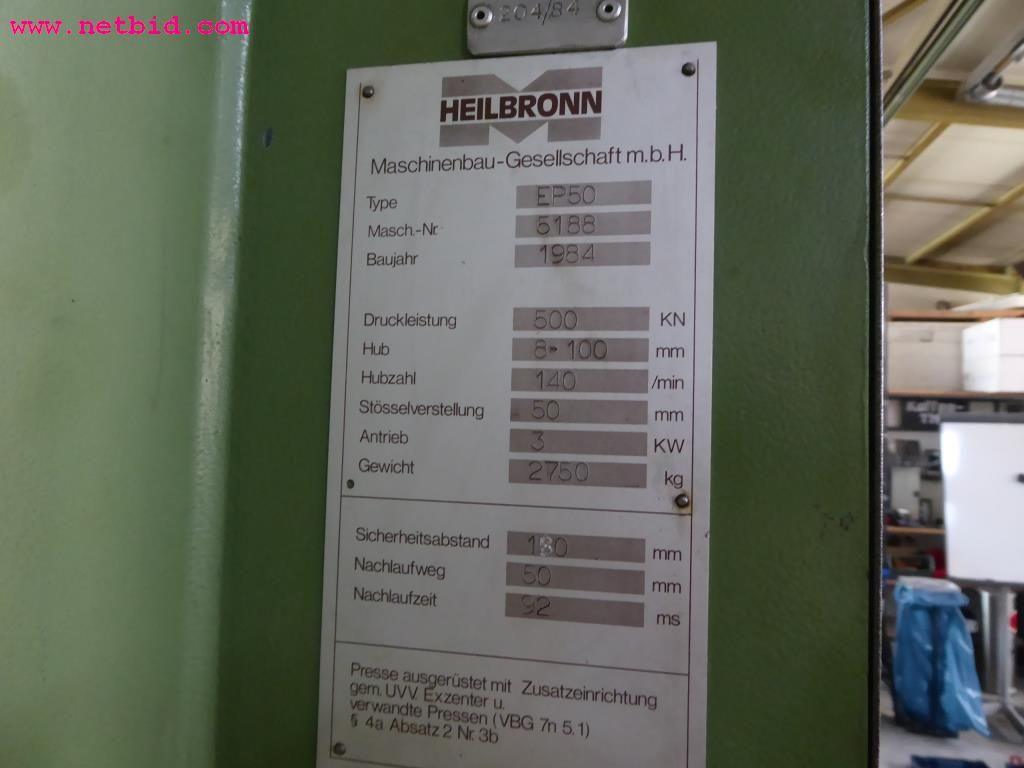 www.netbid.com
204/84
HEILBRONN
Maschinenbau-Gesellschaft m.b.H.
Type EP50
Masch.-Nr. 5188
Baujahr 1984
Druckleistung 500 KN
Hub 8-100 mm
Hubzahl 140 /min
Stösselverstellung 50 mm
Antrieb 3 KW
Gewicht 2750 kg
Sicherheitsabstand mm
Nachlaufweg 50 mm
Nachlaufzeit 92 ms
Presse ausgerüstet mit Zusatzeinrichtung
gem. UVV. Exzenter u.
verwandte Pressen (VBG 7n 5.1)
§ 4a Absatz 2 Nr. 3b